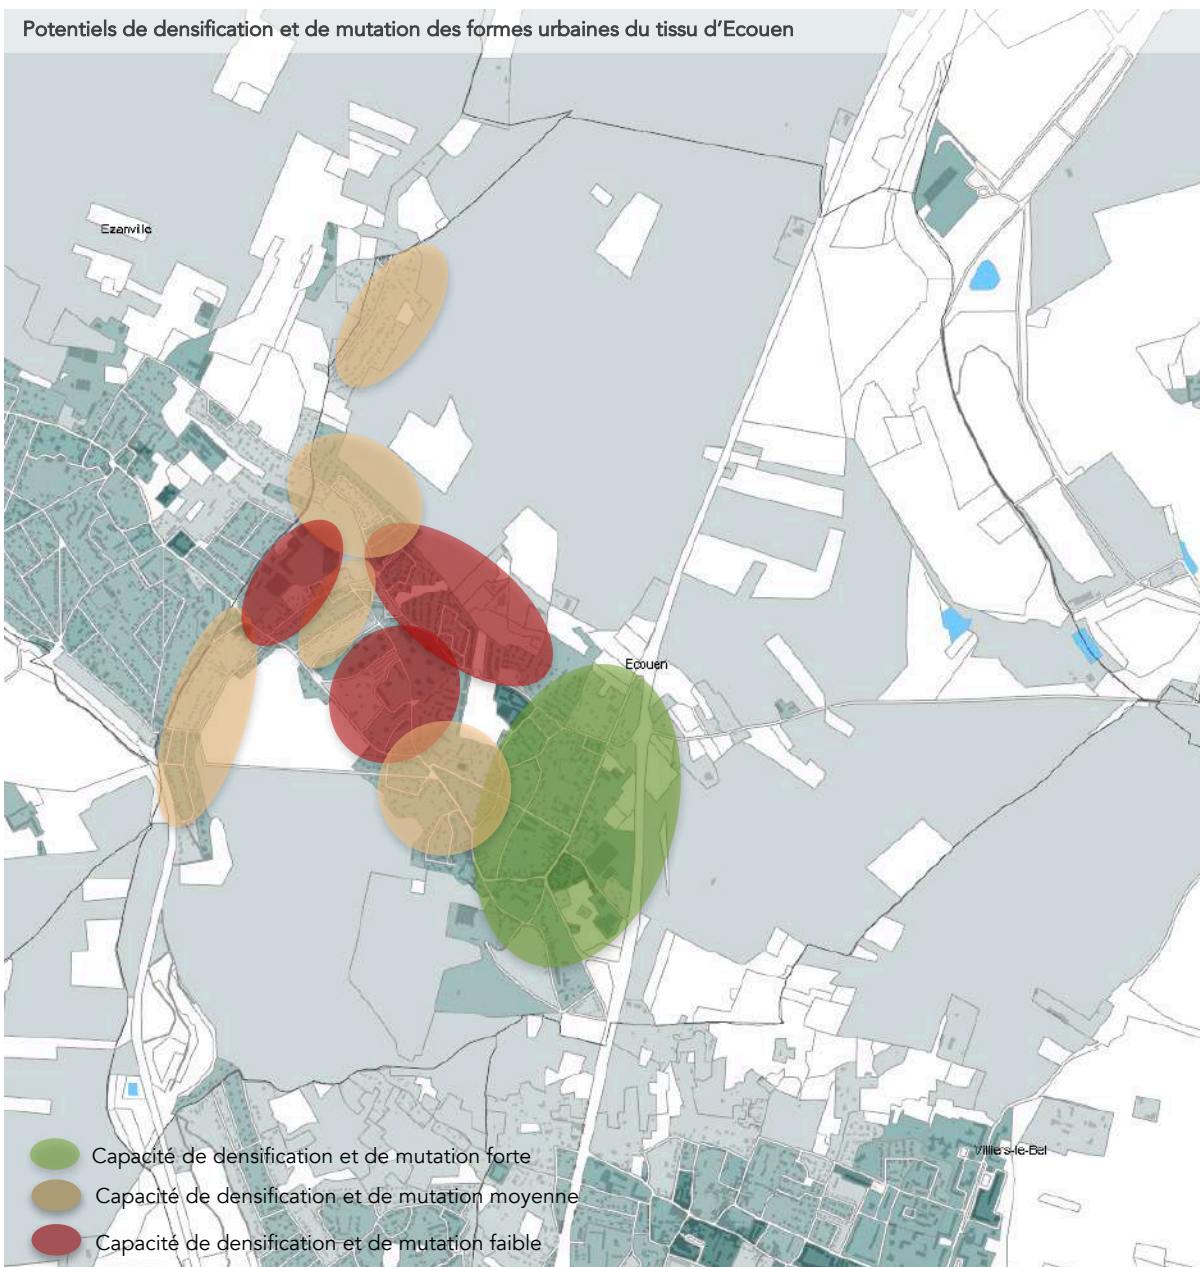 Potentiels de densification et de mutation des formes urbaines du tissu d'Ecouen
Ezanville
Ecouen
Villiers-le-Bel
Capacité de densification et de mutation forte
Capacité de densification et de mutation moyenne
Capacité de densification et de mutation faible